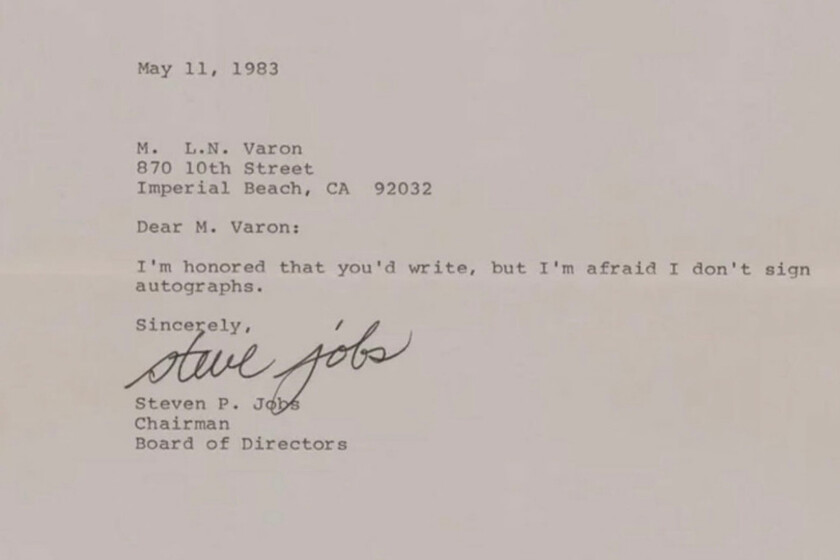 May 11, 1983
M.  L.N. Varon
870 10th Street
Imperial Beach, CA  92032
Dear M. Varon:
I'm honored that you'd write, but I'm afraid I don't sign
autographs.
Sincerely,
steve jobs
Steven P. Jobs
Chairman
Board of Directors